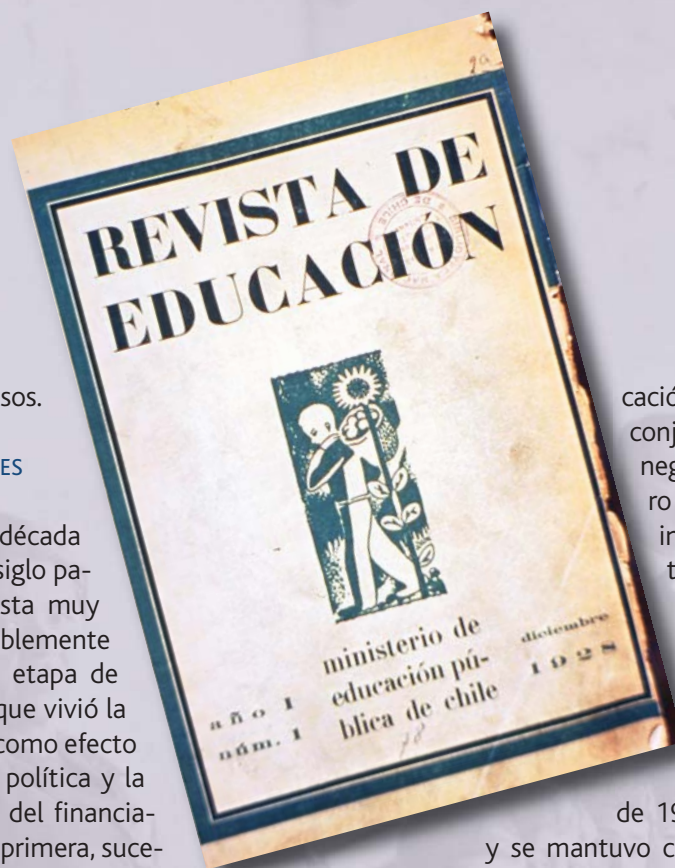 sos.
ES
década
siglo pa-
sta muy
blemente
etapa de
que vivió la
como efecto
política y la
del financia-
primera, suce-
REVISTA DE
EDUCACIÓN
año I
núm. 1
ministerio de
educación pú-
blica de chile
diciembre
1928
cació
conj
neg
ro
in
t
de 19
y se mantuvo c